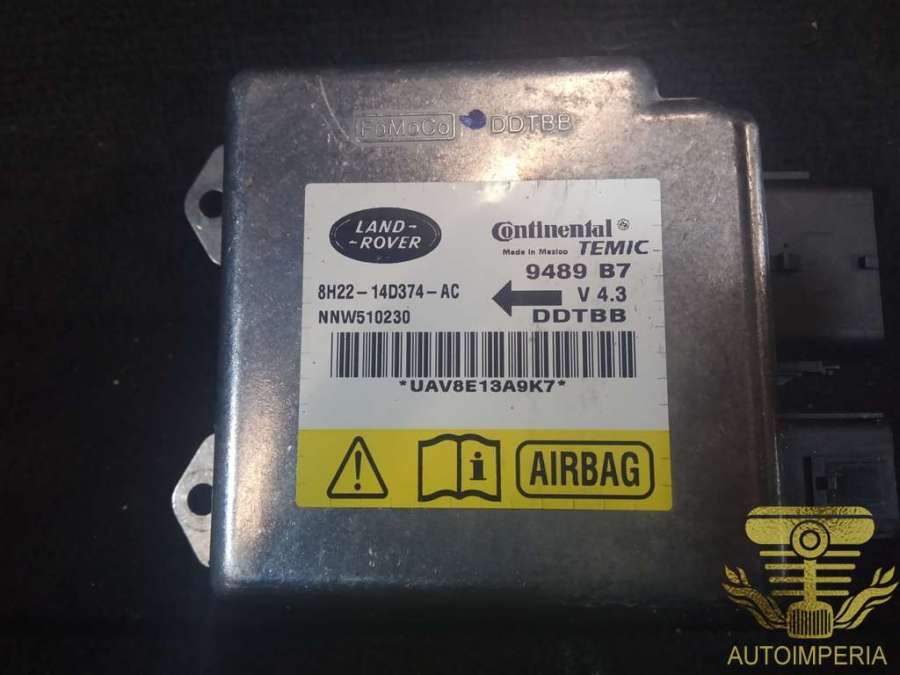 FoMoCo DDTBB
LAND-
-ROVER
Continental
Made in Mexico TEMIC
9489 B7
8H22-14D374-AC
V 4.3
NNW510230
DDTBB
*UAV8E13A9K7*
i
AIRBAG
AUTOIMPERIA